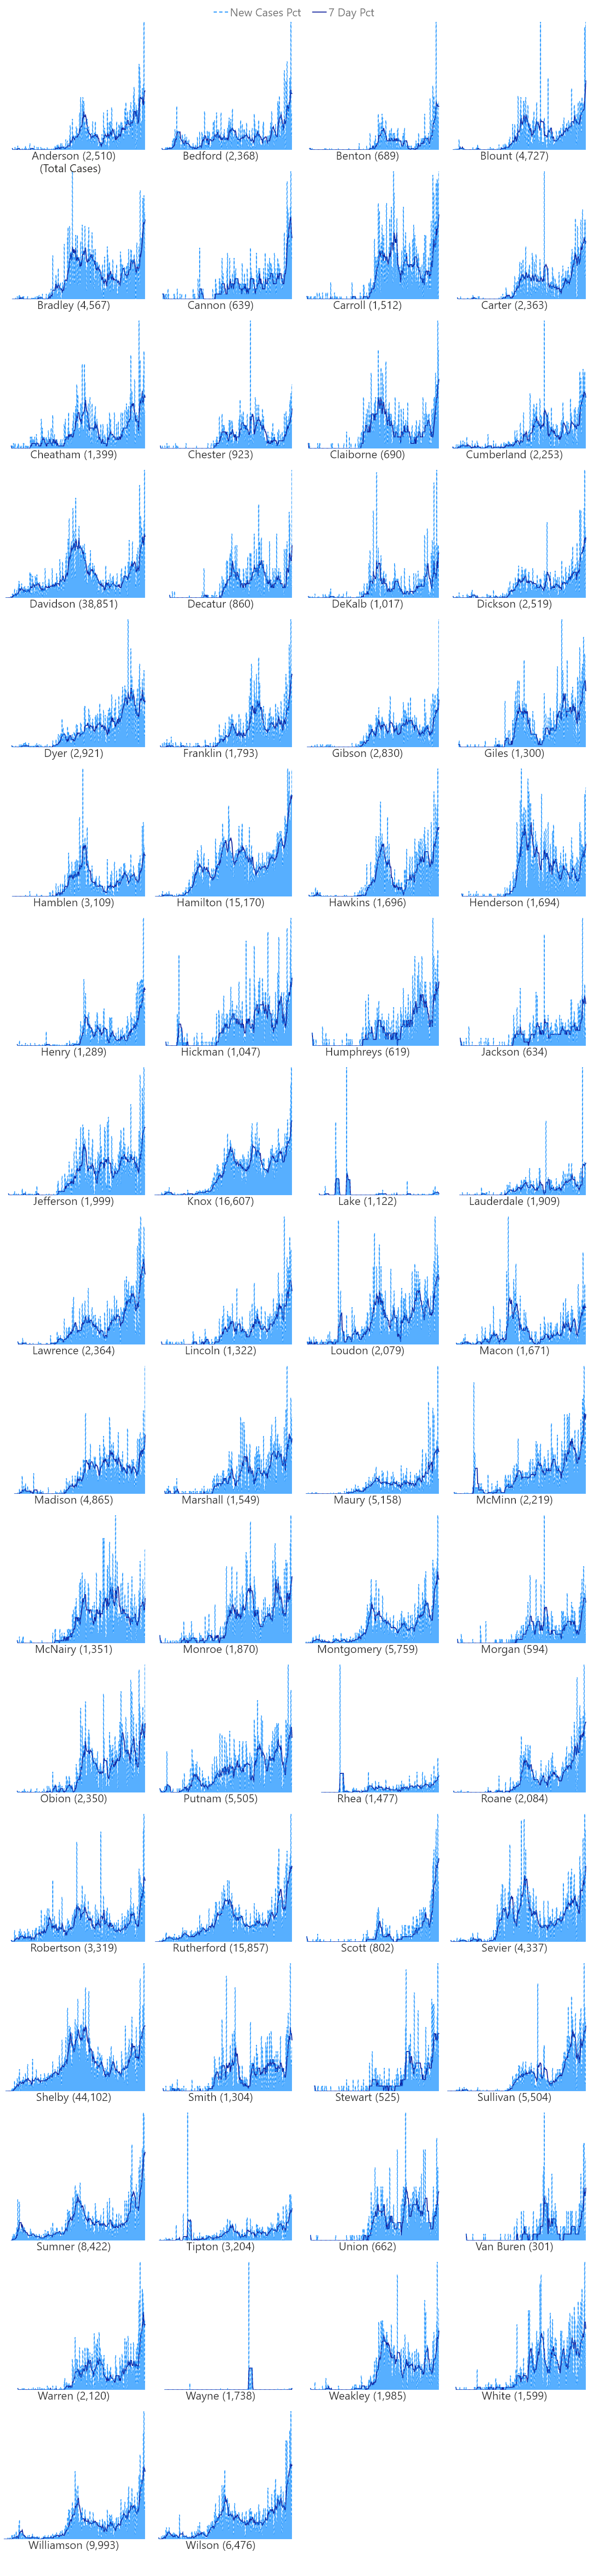 New Cases Pct 7 Day Pct
Anderson (2,510) Bedford (2,368) Benton (689) Blount (4,727)
(Total Cases)
Bradley (4,567) Cannon (639) Carroll (1,512) Carter (2,363)
Cheatham (1,399) Chester (923) Claiborne (690) Cumberland (2,253)
Davidson (38,851) Decatur (860) DeKalb (1,017) Dickson (2,519)
Dyer (2,921) Franklin (1,793) Gibson (2,830) Giles (1,300)
Hamblen (3,109) Hamilton (15,170) Hawkins (1,696) Henderson (1,694)
Henry (1,289) Hickman (1,047) Humphreys (619) Jackson (634)
Jefferson (1,999) Knox (16,607) Lake (1,122) Lauderdale (1,909)
Lawrence (2,364) Lincoln (1,322) Loudon (2,079) Macon (1,671)
Madison (4,865) Marshall (1,549) Maury (5,158) McMinn (2,219)
McNairy (1,351) Monroe (1,870) Montgomery (5,759) Morgan (594)
Obion (2,350) Putnam (5,505) Rhea (1,477) Roane (2,084)
Robertson (3,319) Rutherford (15,857) Scott (802) Sevier (4,337)
Shelby (44,102) Smith (1,304) Stewart (525) Sullivan (5,504)
Sumner (8,422) Tipton (3,204) Union (662) Van Buren (301)
Warren (2,120) Wayne (1,738) Weakley (1,985) White (1,599)
Williamson (9,993) Wilson (6,476)